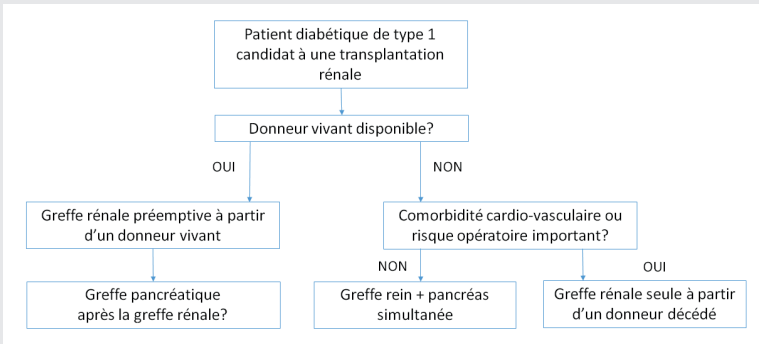 Patient diabétique de type 1
candidat à une transplantation
rénale
Donneur vivant disponible?
OUI
NON
Greffe rénale préemptive à partir
d'un donneur vivant
Comorbidité cardio-vasculaire ou
risque opératoire important?
NON
OUI
Greffe pancréatique
après la greffe rénale?
Greffe rein + pancréas
simultanée
Greffe rénale seule à partir
d'un donneur décédé